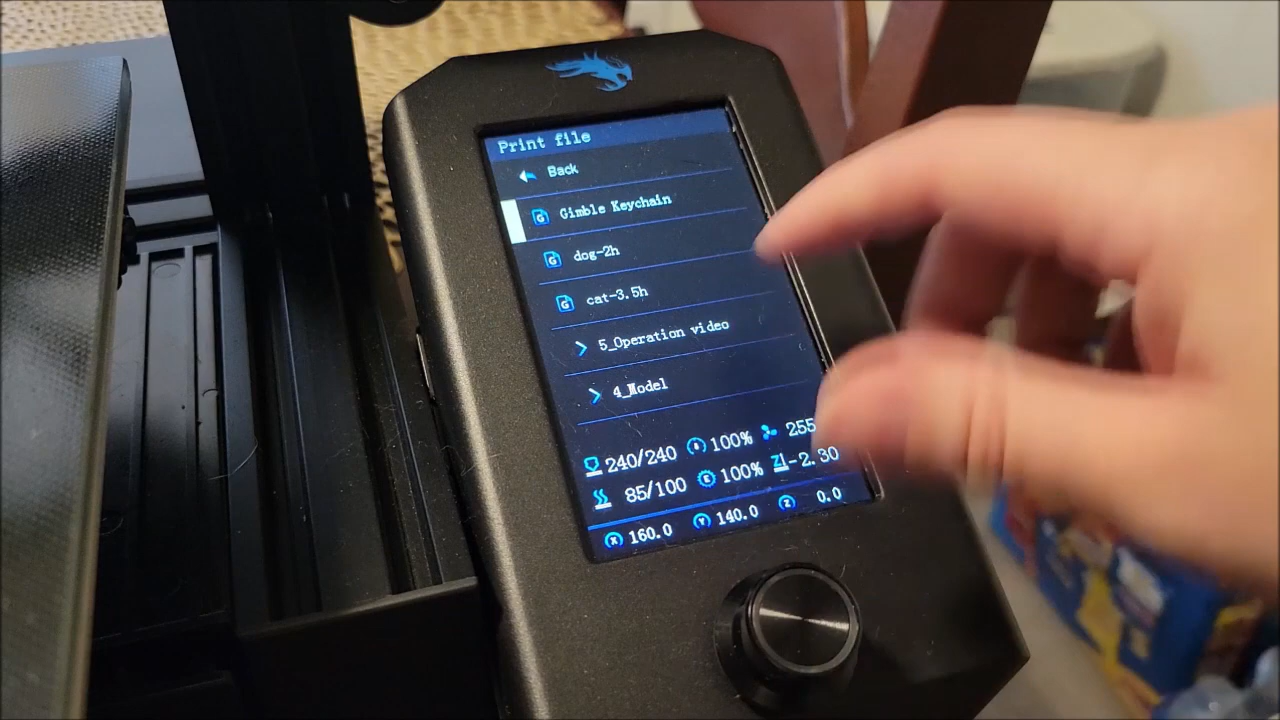 Print file
Back
G Gimble Keychain
G dog-2h
G cat-3.5h
5_Operation video
4_Model
240/240 100% 255
85/100 E 100% Z -2.30
X 160.0 Y 140.0 Z 0.0